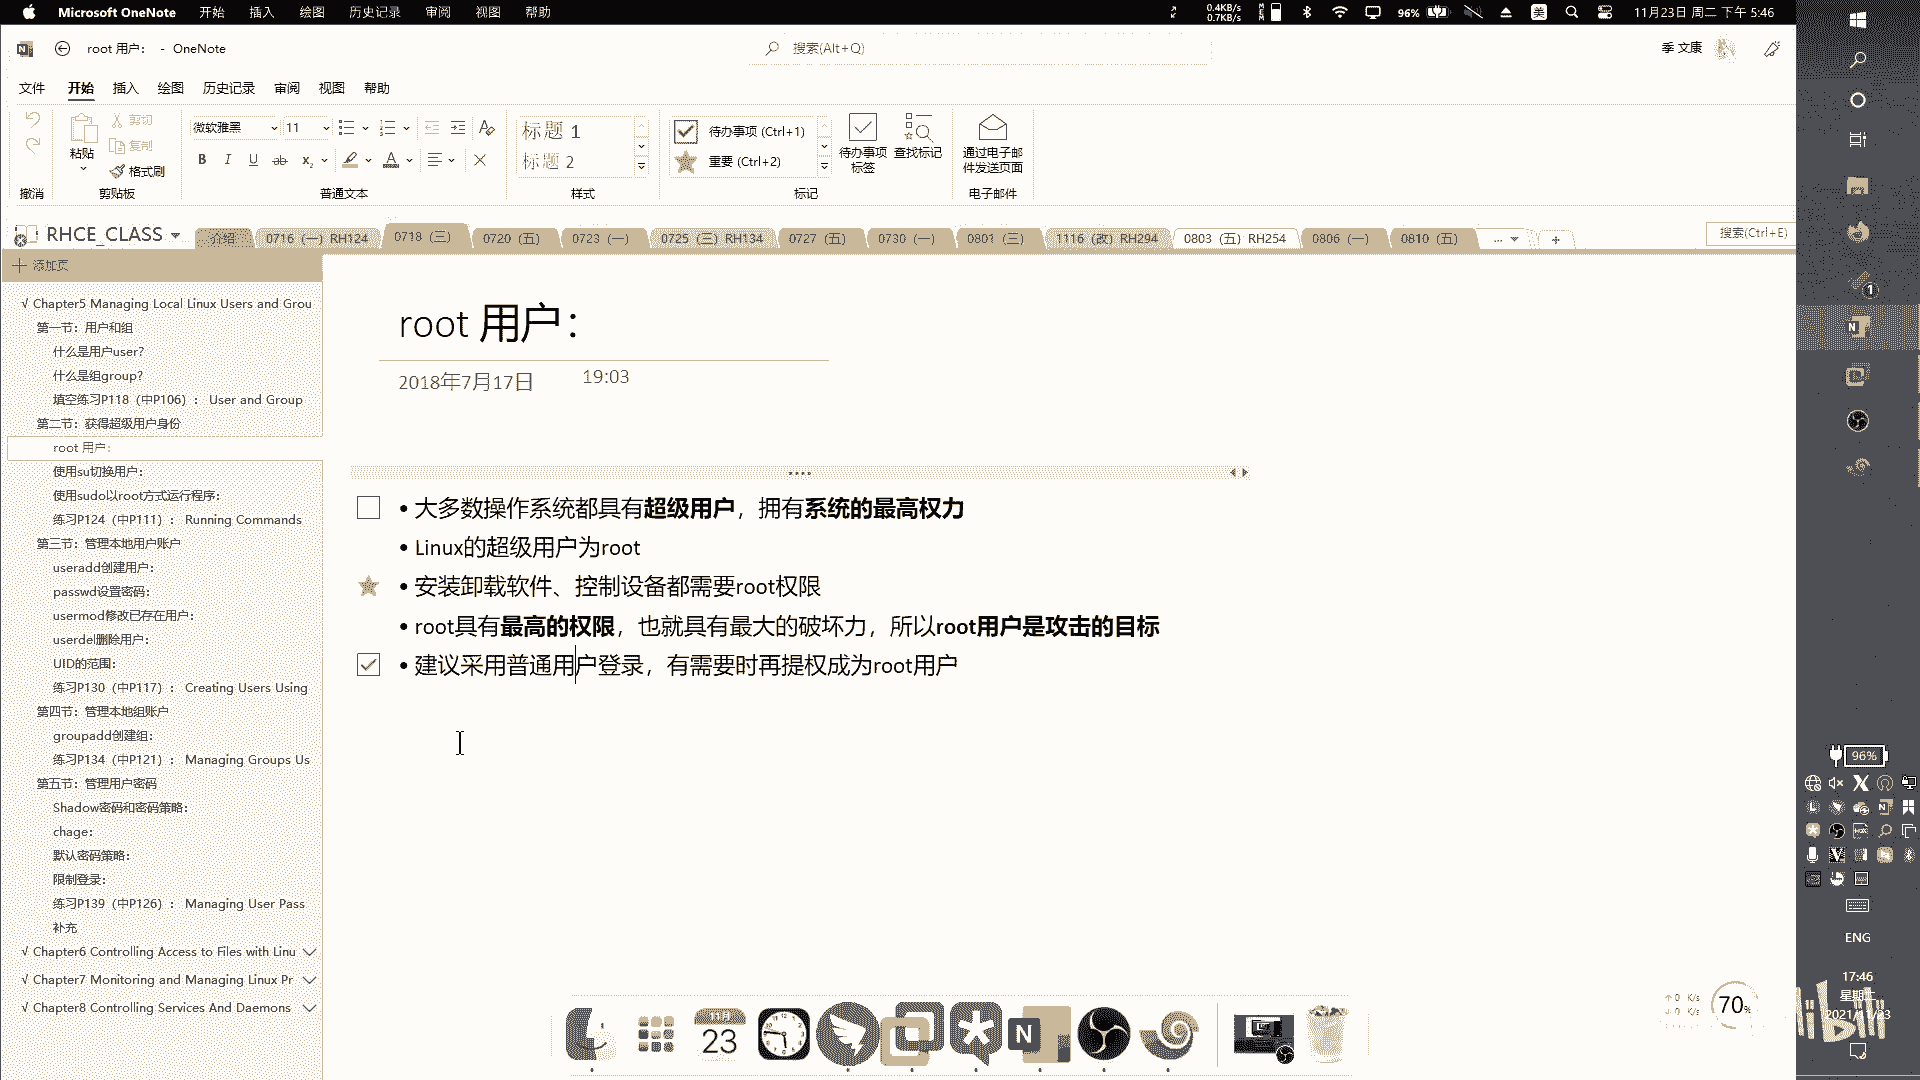 Microsoft OneNote 开始 插入 绘图 历史记录 审阅 视图 帮助
0.4KB/s
0.7KB/s
96%
美
11月23日 周二 下午 5:46
root 用户： - OneNote
搜索(Alt+Q)
季 文康
文件 开始 插入 绘图 历史记录 审阅 视图 帮助
粘贴
剪切
复制
格式刷
微软雅黑 11
标题 1
标题 2
待办事项 (Ctrl+1)
重要 (Ctrl+2)
待办事项
标签
查找标记
通过电子邮
件发送页面
撤消 剪贴板 普通文本 样式 标记 电子邮件
RHCE_CLASS
介绍 0716（一）RH124 0718（三） 0720（五） 0723（一） 0725（三）RH134 0727（五） 0730（一） 0801（三） 1116（改）RH294 0803（五）RH254 0806（一） 0810（五） ... +
搜索(Ctrl+E)
添加页
√ Chapter5 Managing Local Linux Users and Grou
第一节：用户和组
什么是用户user?
什么是组group?
填空练习P118（中P106）： User and Group
第二节：获得超级用户身份
root 用户：
使用su切换用户：
使用sudo以root方式运行程序：
练习P124（中P111）： Running Commands
第三节：管理本地用户账户
useradd创建用户：
passwd设置密码：
usermod修改已存在用户：
userdel删除用户：
UID的范围：
练习P130（中P117）： Creating Users Using
第四节：管理本地组账户
groupadd创建组：
练习P134（中P121）： Managing Groups Us
第五节：管理用户密码
Shadow密码和密码策略：
chage：
默认密码策略：
限制登录：
练习P139（中P126）： Managing User Pass
补充
√ Chapter6 Controlling Access to Files with Linu
√ Chapter7 Monitoring and Managing Linux Pr
√ Chapter8 Controlling Services And Daemons
root 用户：
2018年7月17日 19:03
• 大多数操作系统都具有超级用户，拥有系统的最高权力
• Linux的超级用户为root
• 安装卸载软件、控制设备都需要root权限
• root具有最高的权限，也就具有最大的破坏力，所以root用户是攻击的目标
• 建议采用普通用户登录，有需要时再提权成为root用户
1
96%
ENG
17:46
星期二
2021/11/23
↑ 0 K/s
↓ 0 K/s
70%
11月
23